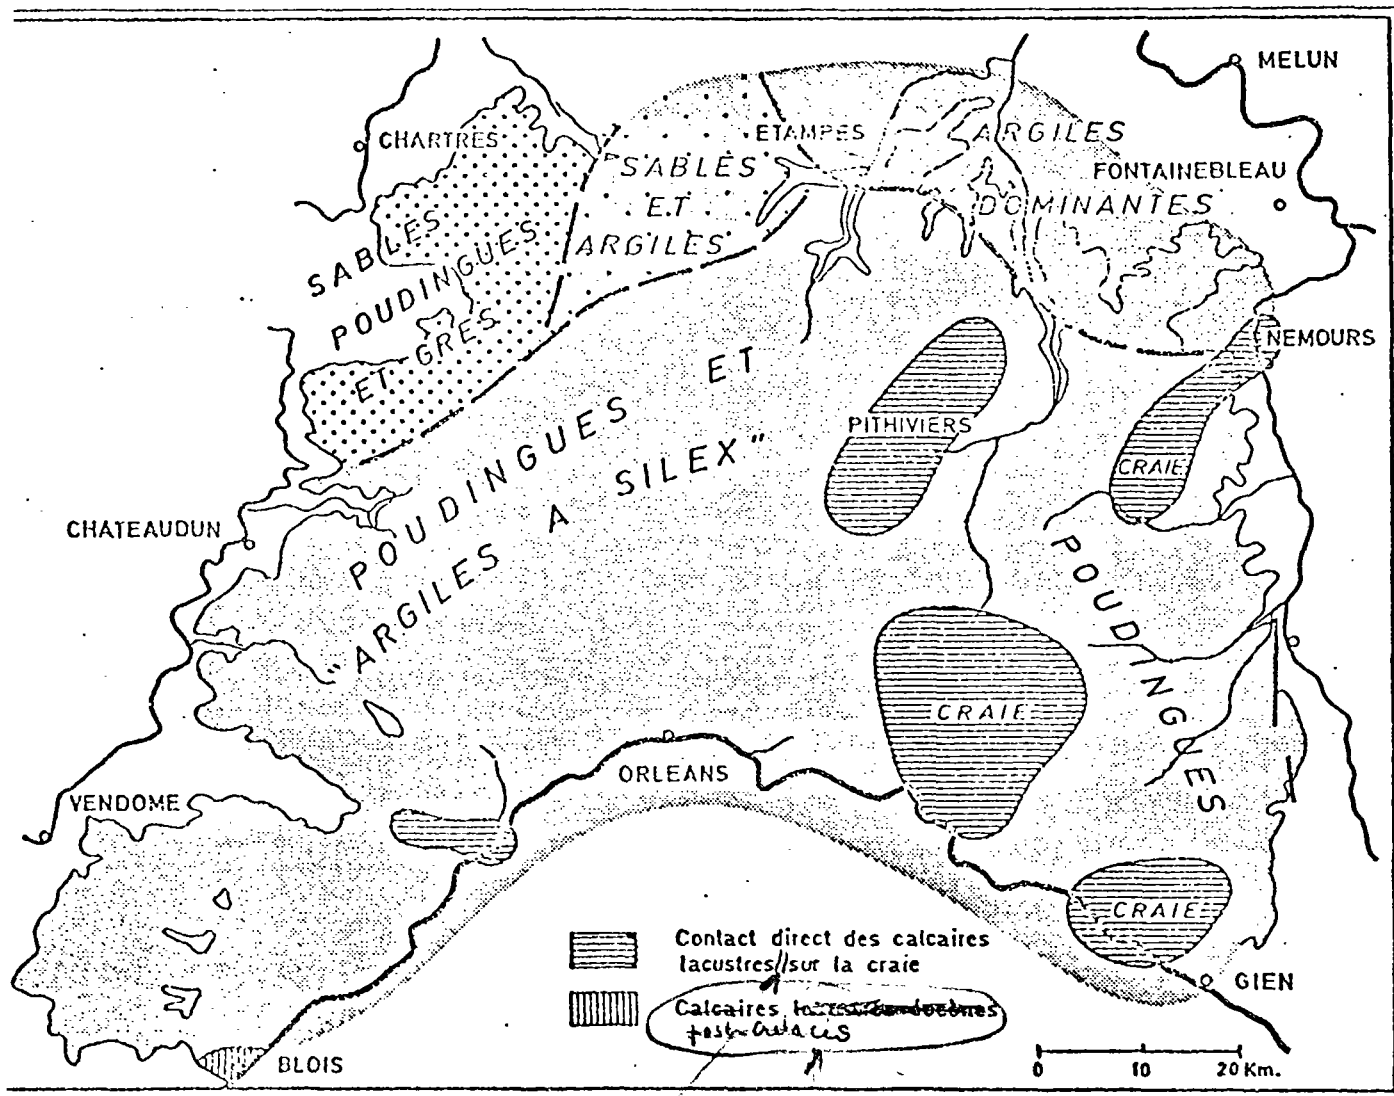 MELUN
CHARTRES
ETAMPES
ARGILES
DOMINANTES
FONTAINEBLEAU
SABLES
ET
ARGILES
SABLES
POUDINGUES
ET GRES
NEMOURS
POUDINGUES ET
"ARGILES A SILEX"
PITHIVIERS
CRAIE
CHATEAUDUN
POUDINGUES
CRAIE
ORLEANS
VENDOME
CRAIE
GIEN
BLOIS
Contact direct des calcaires
lacustres//sur la craie
Calcaires
post-Crétacés
0 10 20 Km.